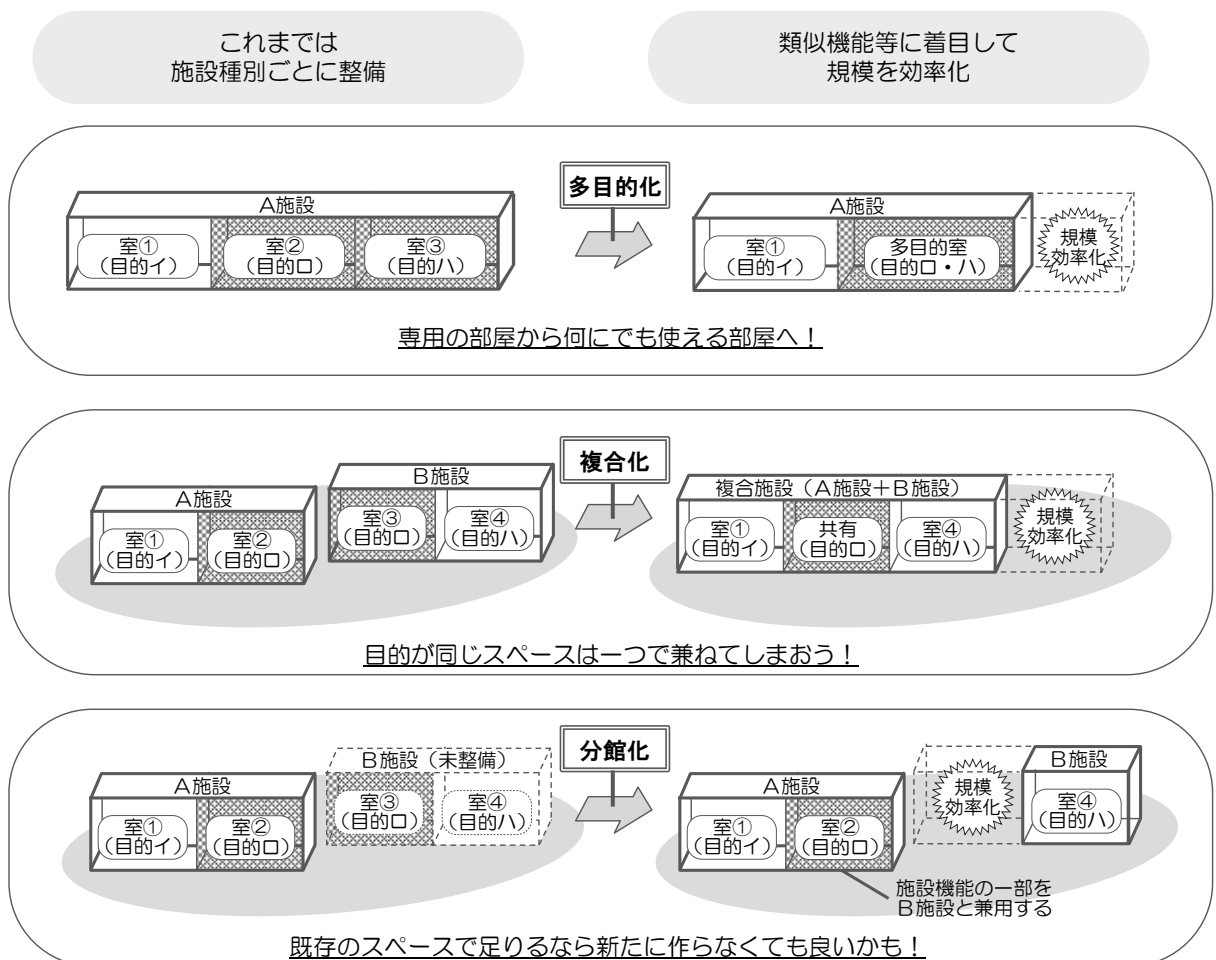 これまでは
施設種別ごとに整備
類似機能等に着目して
規模を効率化
多目的化
A施設
室①
(目的イ)
室②
(目的ロ)
室③
(目的ハ)
A施設
室①
(目的イ)
多目的室
(目的ロ・ハ)
規模
効率化
専用の部屋から何にでも使える部屋へ！
複合化
A施設
室①
(目的イ)
室②
(目的ロ)
B施設
室③
(目的ロ)
室④
(目的ハ)
複合施設(A施設+B施設)
室①
(目的イ)
共有
(目的ロ)
室④
(目的ハ)
規模
効率化
目的が同じスペースは一つで兼ねてしまおう！
分館化
A施設
室①
(目的イ)
室②
(目的ロ)
B施設(未整備)
室③
(目的ロ)
室④
(目的ハ)
A施設
室①
(目的イ)
室②
(目的ロ)
規模
効率化
B施設
室④
(目的ハ)
施設機能の一部を
B施設と兼用する
既存のスペースで足りるなら新たに作らなくても良いかも！